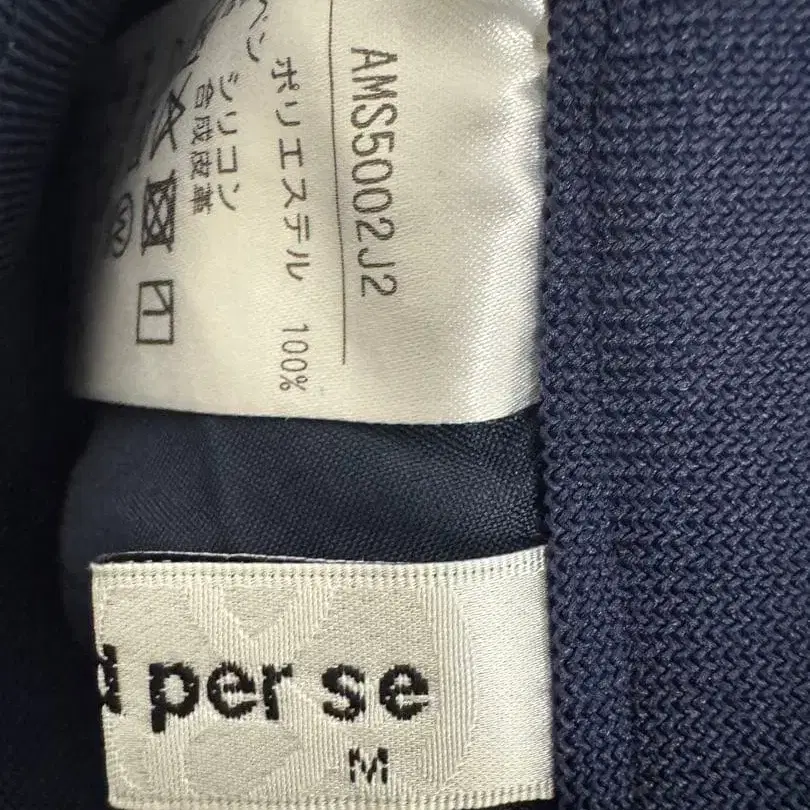 AMS5002J2
ポリエステル 100%
シリコン
合成皮革
W
per se
M